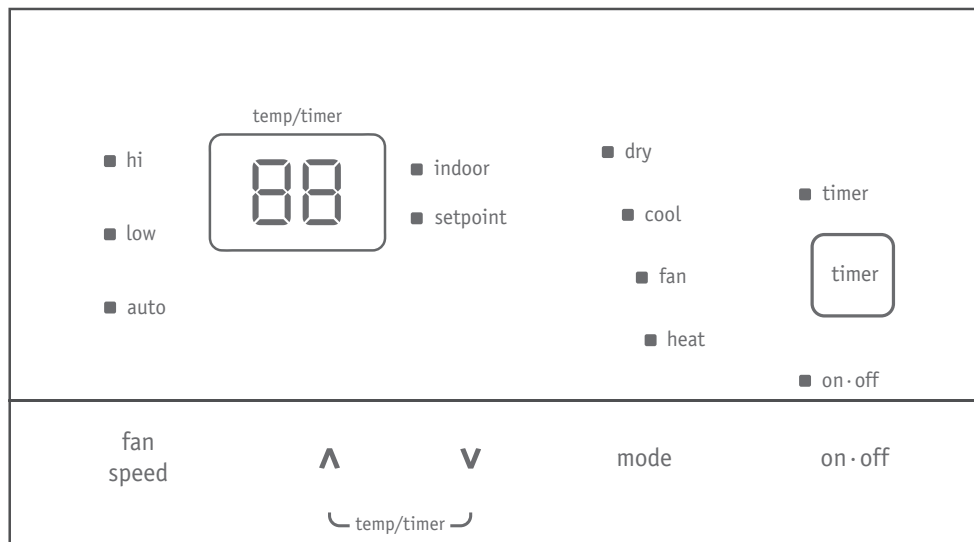 temp/timer
88
hi
low
auto
indoor
setpoint
dry
cool
fan
heat
timer
timer
on·off
fan
speed
∧
∨
temp/timer
mode
on·off